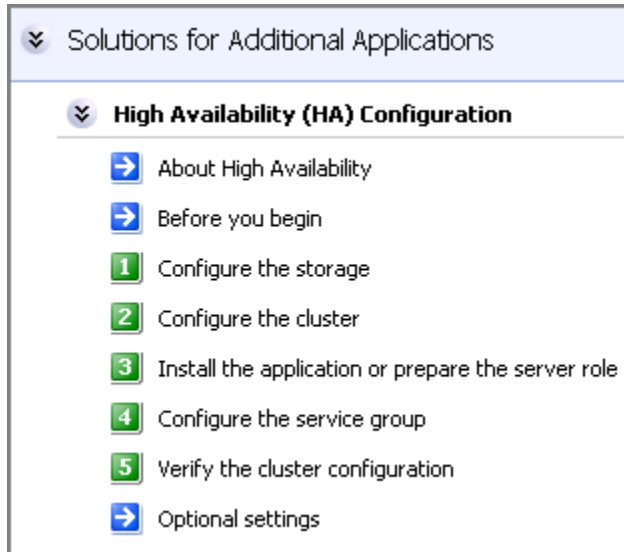 Solutions for Additional Applications
High Availability (HA) Configuration
About High Availability
Before you begin
1 Configure the storage
2 Configure the cluster
3 Install the application or prepare the server role
4 Configure the service group
5 Verify the cluster configuration
Optional settings